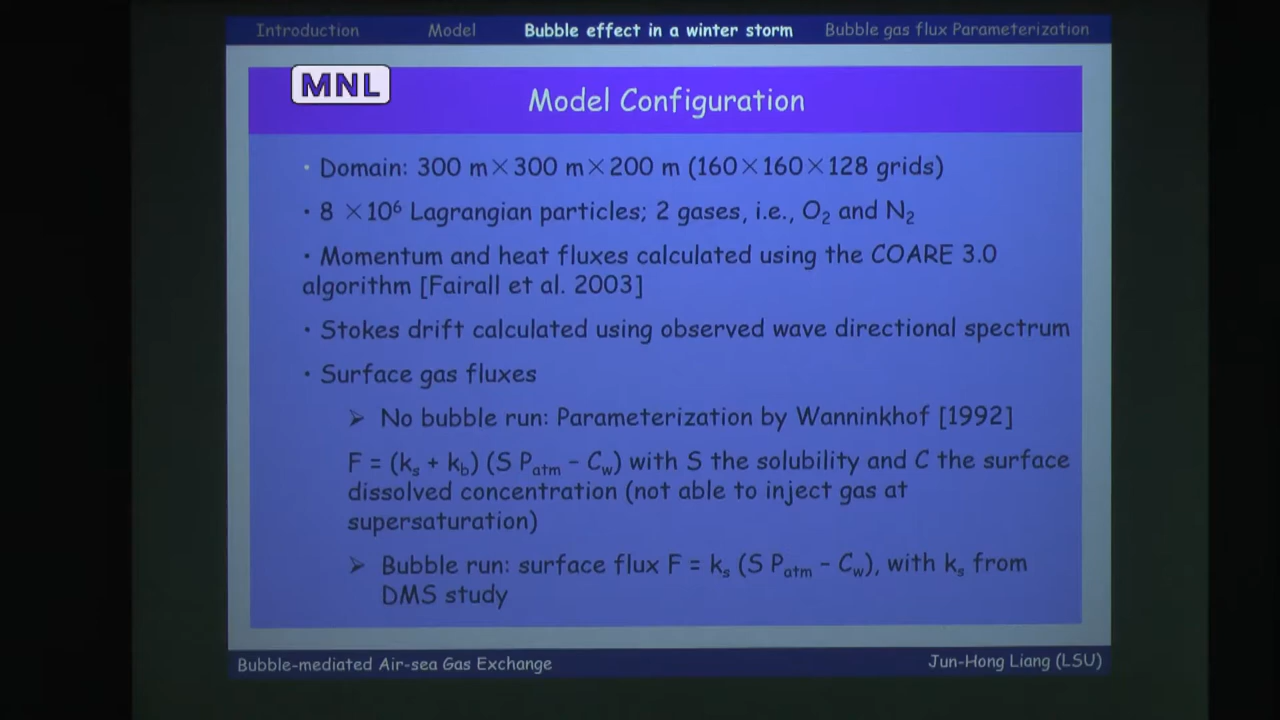 Introduction Model Bubble effect in a winter storm Bubble gas flux Parameterization
MNL
Model Configuration
• Domain: 300 m×300 m×200 m (160×160×128 grids)
• 8 ×10⁶ Lagrangian particles; 2 gases, i.e., O₂ and N₂
• Momentum and heat fluxes calculated using the COARE 3.0
algorithm [Fairall et al. 2003]
• Stokes drift calculated using observed wave directional spectrum
• Surface gas fluxes
➢ No bubble run: Parameterization by Wanninkhof [1992]
F = (kₛ + k_b) (S P_atm – C_w) with S the solubility and C the surface
dissolved concentration (not able to inject gas at
supersaturation)
➢ Bubble run: surface flux F = kₛ (S P_atm – C_w), with kₛ from
DMS study
Bubble-mediated Air-sea Gas Exchange Jun-Hong Liang (LSU)